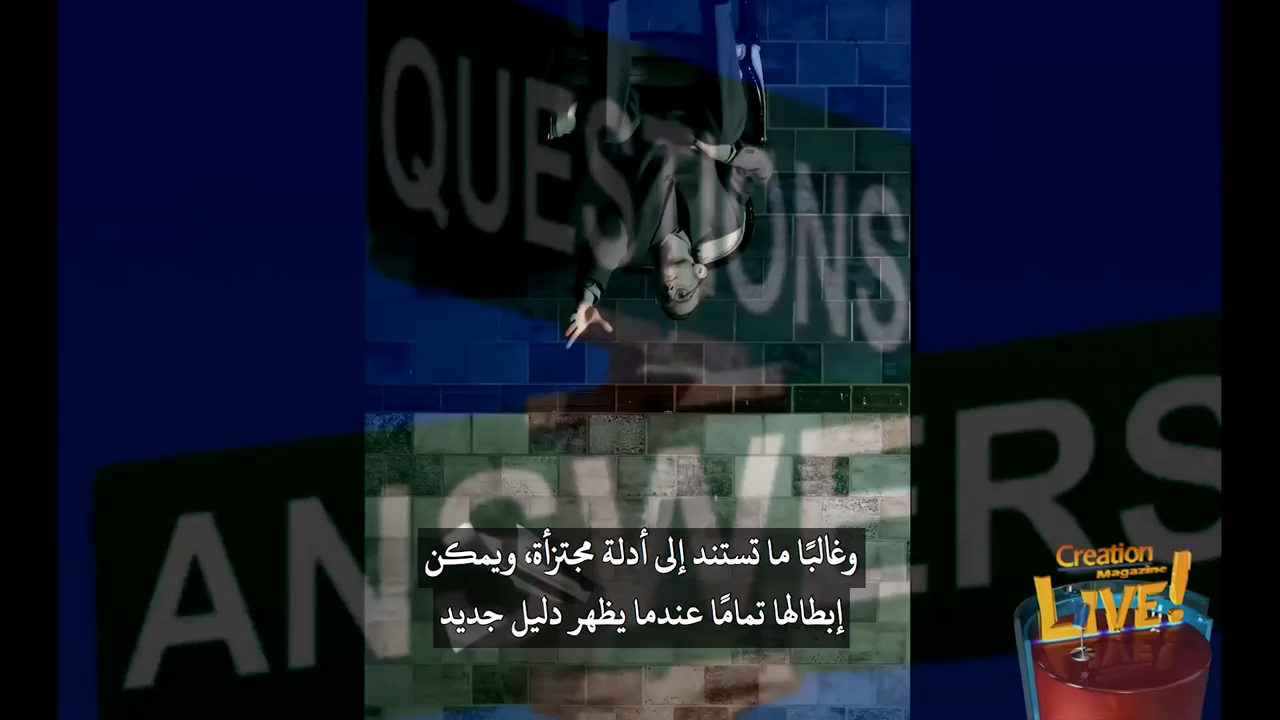 QUESTIONS
ANSWERS
وغالبًا ما تستند إلى أدلة مجتزأة، ويمكن
إبطالها تمامًا عندما يظهر دليل جديد
Creation
Magazine
LIVE!